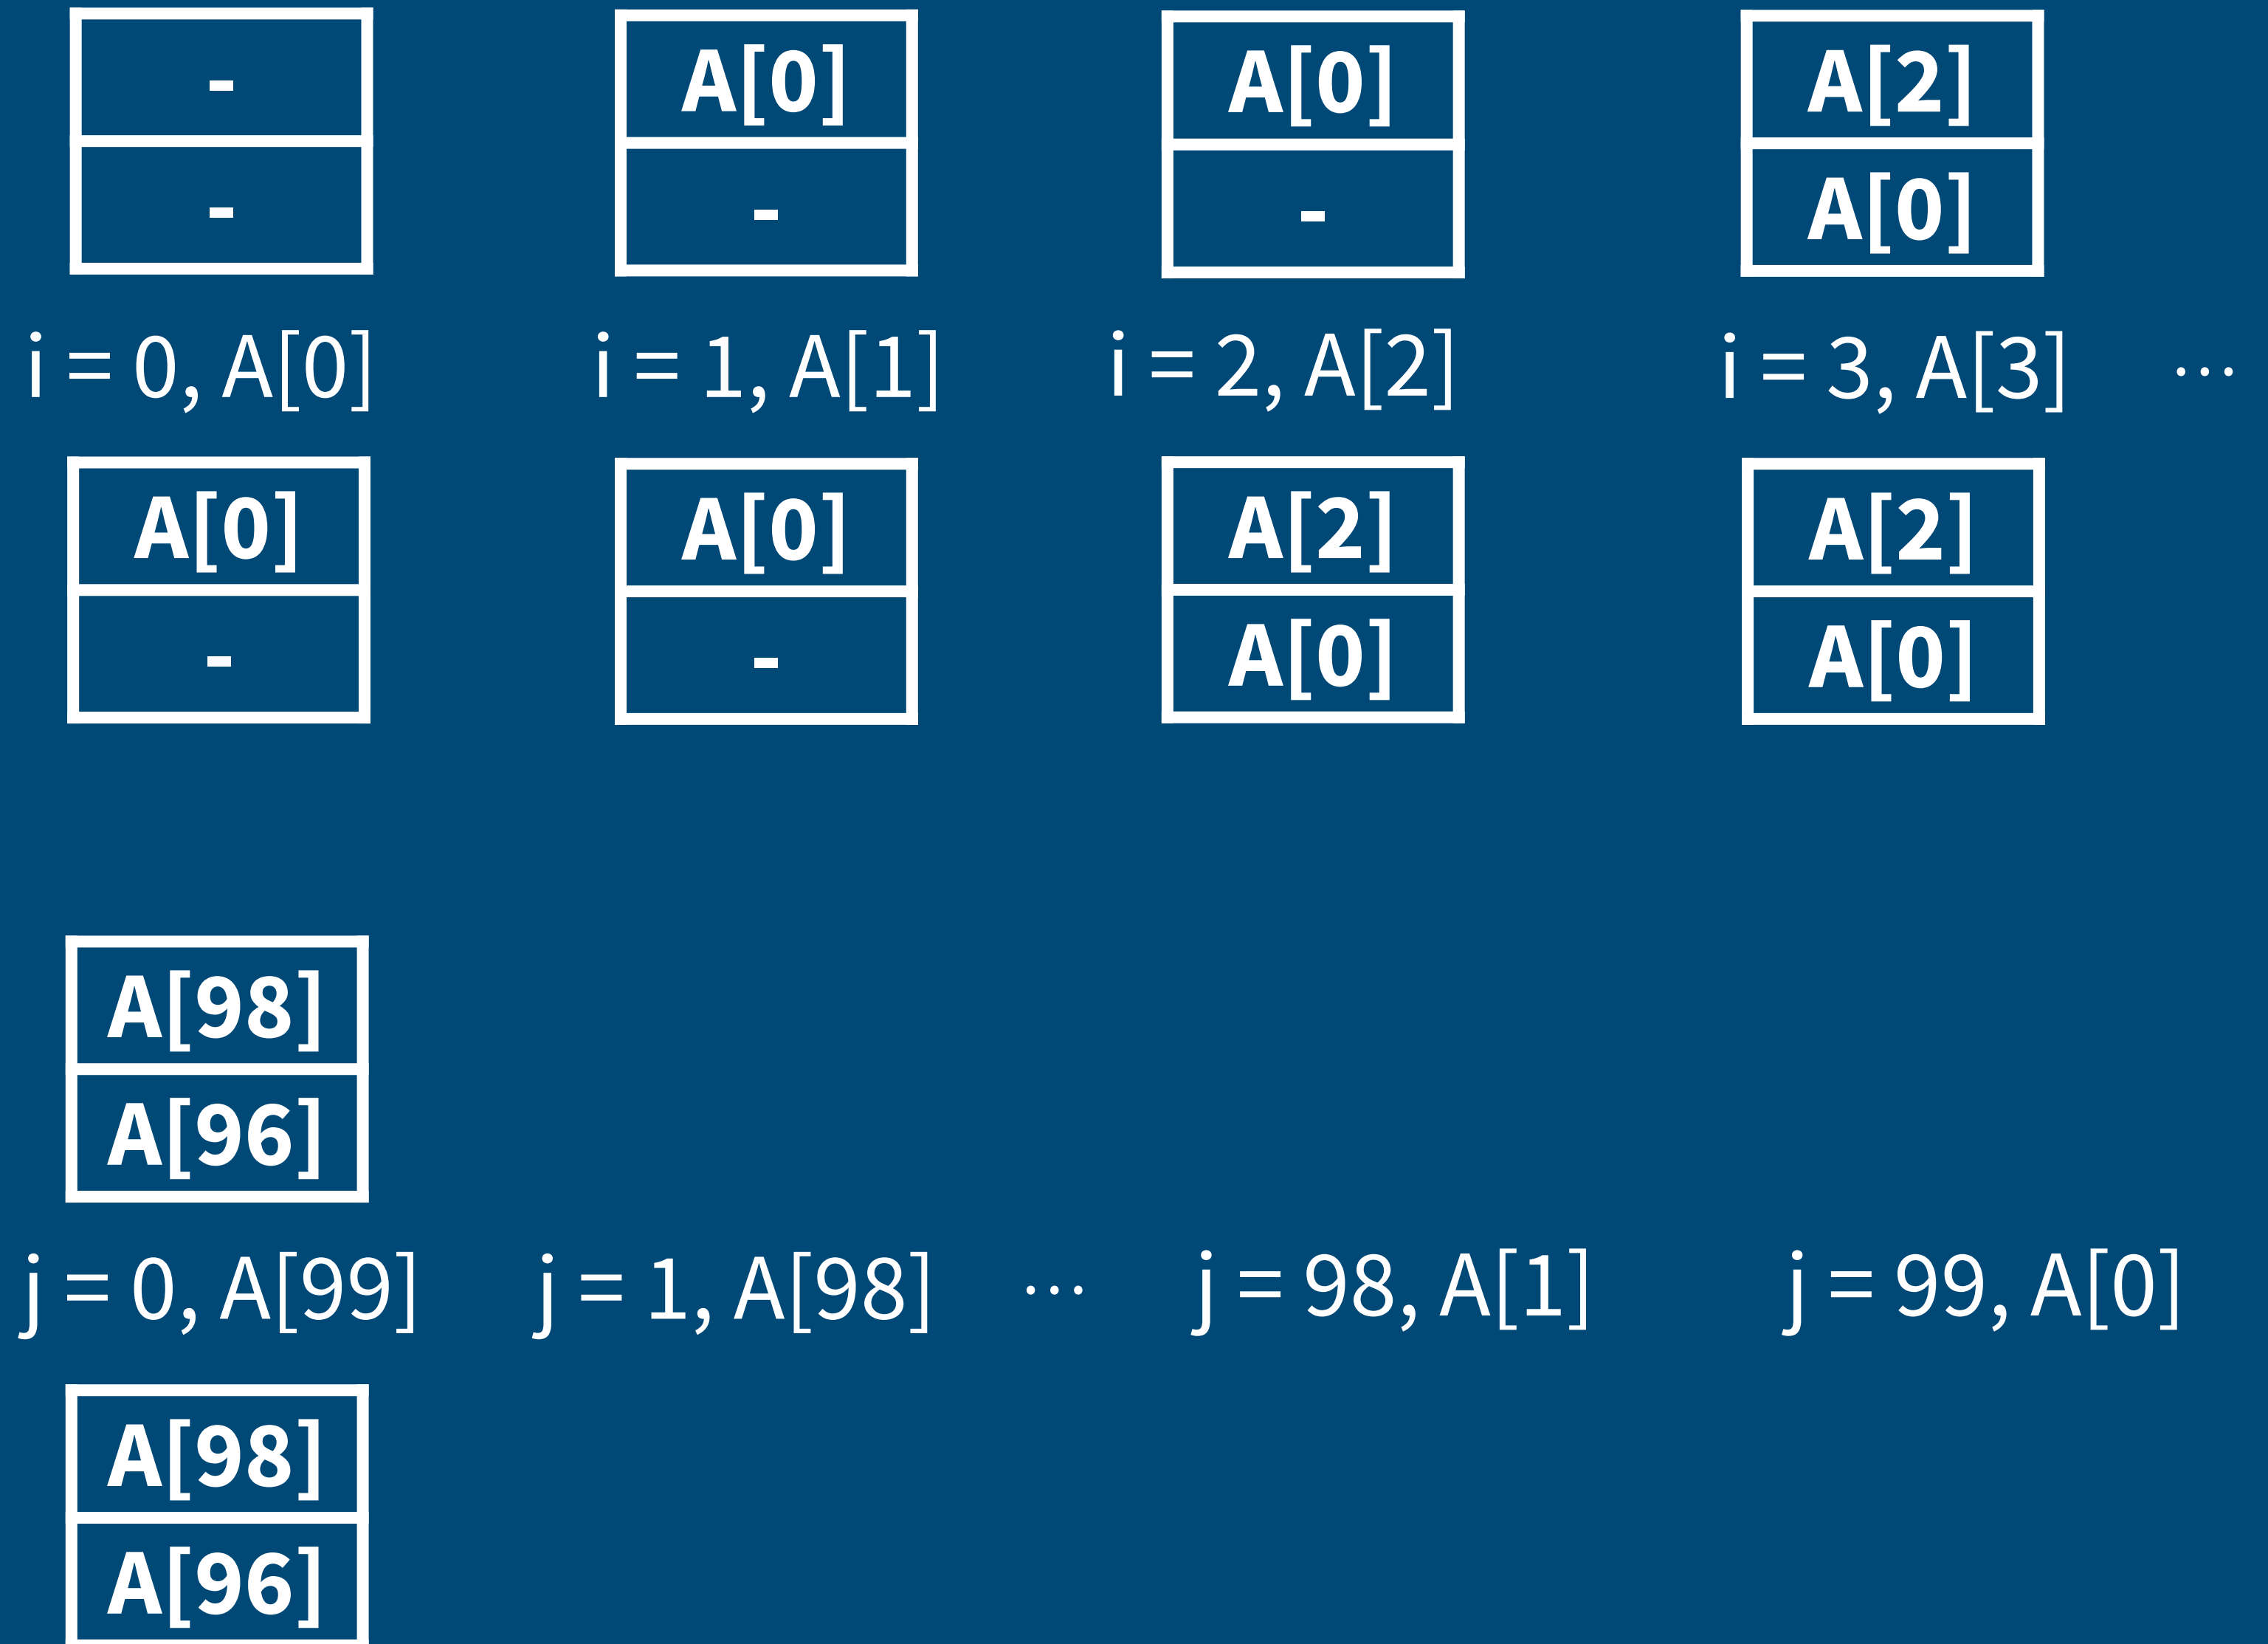 - A[0] A[0] A[2]
- - - A[0]
i = 0, A[0] i = 1, A[1] i = 2, A[2] i = 3, A[3] ...
A[0] A[0] A[2] A[2]
- - A[0] A[0]
A[98]
A[96]
j = 0, A[99] j = 1, A[98] ... j = 98, A[1] j = 99, A[0]
A[98]
A[96]